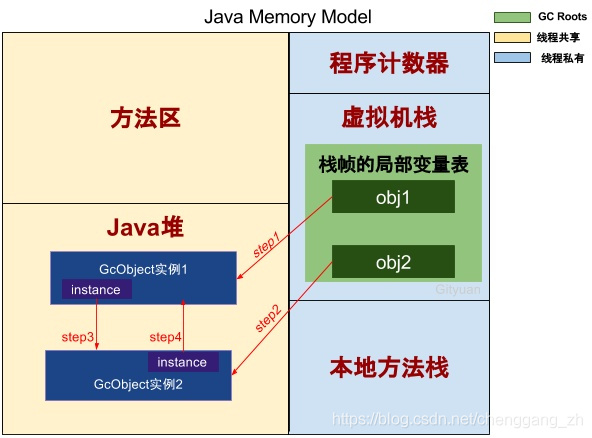 Java Memory Model
GC Roots
线程共享
线程私有
方法区
程序计数器
虚拟机栈
栈帧的局部变量表
obj1
obj2
Gityuan
Java堆
GcObject实例1
instance
step1
step2
step3
step4
instance
GcObject实例2
本地方法栈
https://blog.csdn.net/chenggang_zh